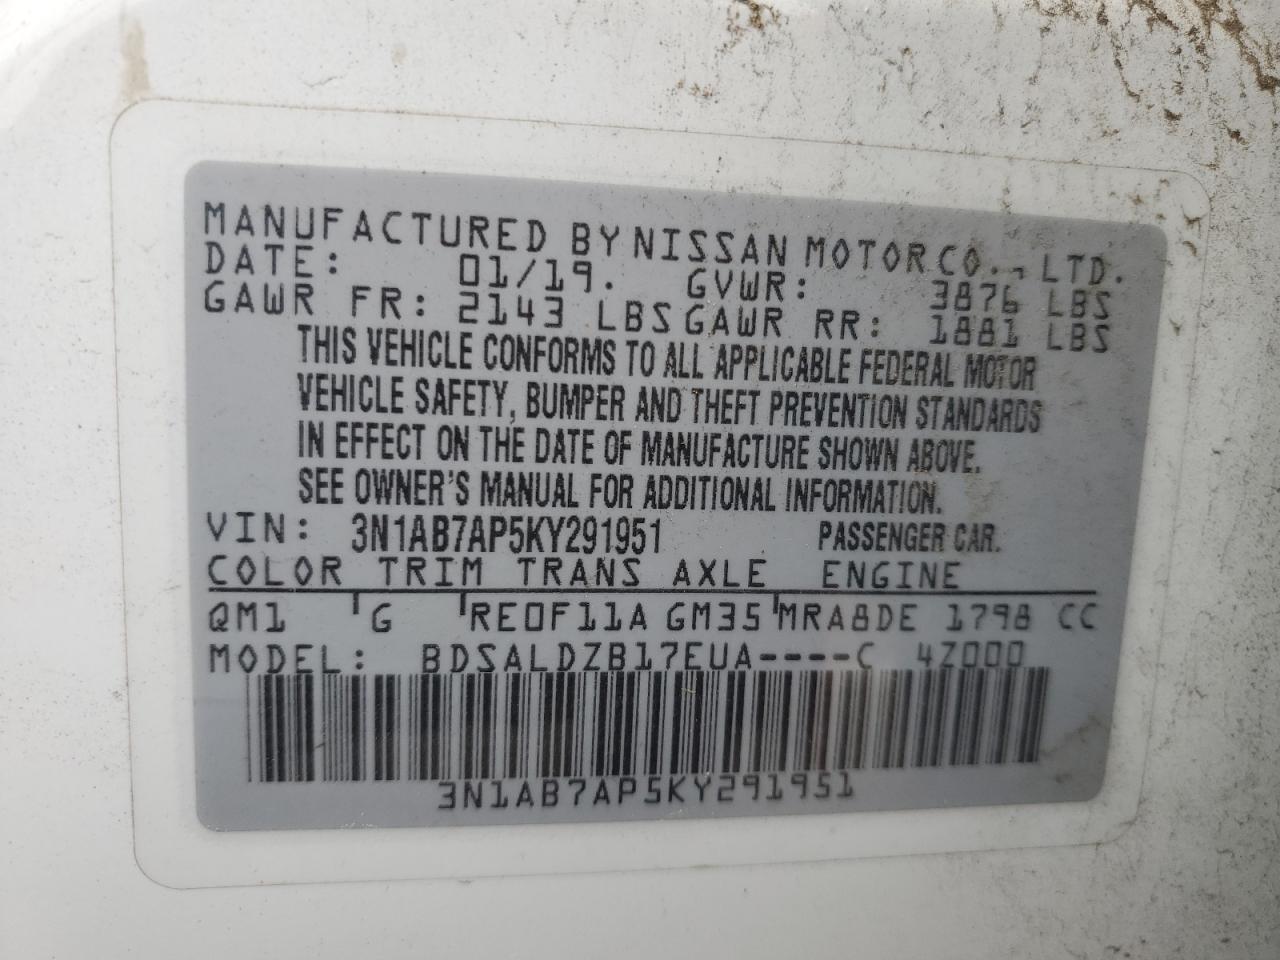 MANUFACTURED BY NISSAN MOTOR CO., LTD.
DATE: 01/19. GVWR: 3876 LBS
GAWR FR: 2143 LBS GAWR RR: 1881 LBS
THIS VEHICLE CONFORMS TO ALL APPLICABLE FEDERAL MOTOR
VEHICLE SAFETY, BUMPER AND THEFT PREVENTION STANDARDS
IN EFFECT ON THE DATE OF MANUFACTURE SHOWN ABOVE.
SEE OWNER'S MANUAL FOR ADDITIONAL INFORMATION.
VIN: 3N1AB7AP5KY291951 PASSENGER CAR.
COLOR TRIM TRANS AXLE ENGINE
QM1 G RE0F11A GM35 MRA8DE 1798 CC
MODEL: BDSALDZB17EUA----C 4Z000
3N1AB7AP5KY291951